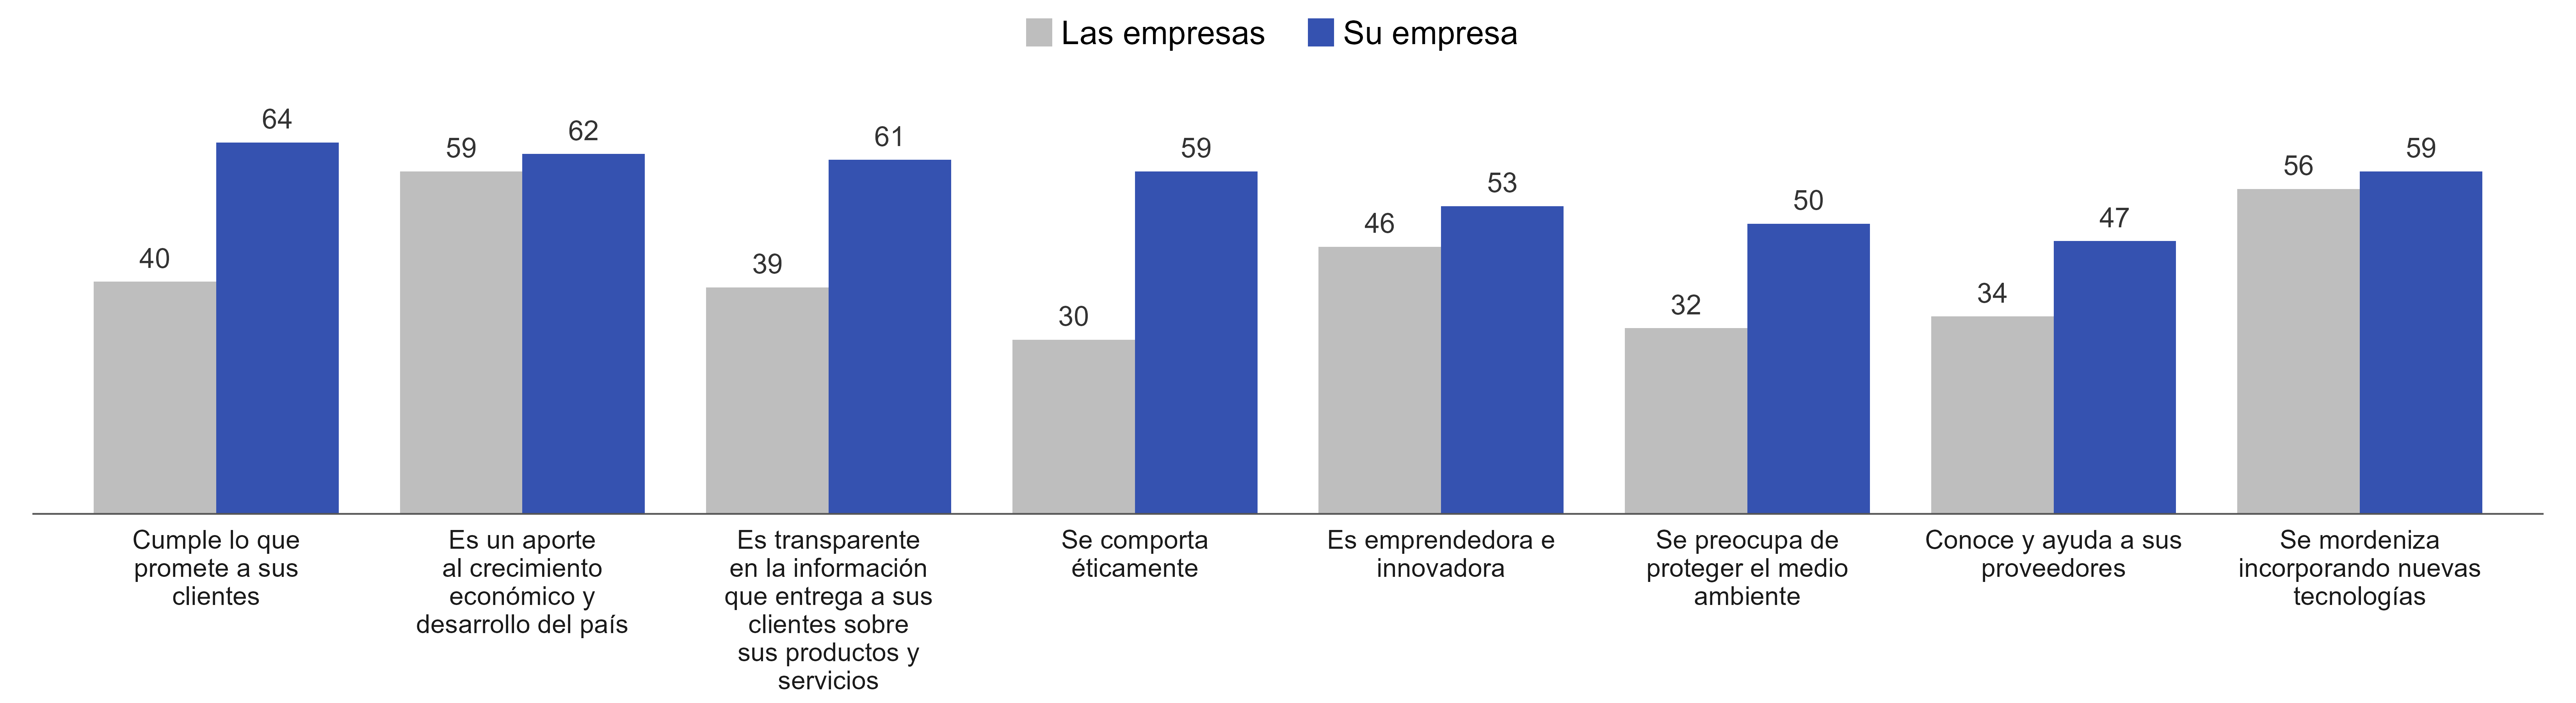 Las empresas Su empresa
64
59
62
61
59
53
50
47
56
59
40
39
30
46
32
34
Cumple lo que
promete a sus
clientes
Es un aporte
al crecimiento
económico y
desarrollo del país
Es transparente
en la información
que entrega a sus
clientes sobre
sus productos y
servicios
Se comporta
éticamente
Es emprendedora e
innovadora
Se preocupa de
proteger el medio
ambiente
Conoce y ayuda a sus
proveedores
Se mordeniza
incorporando nuevas
tecnologías